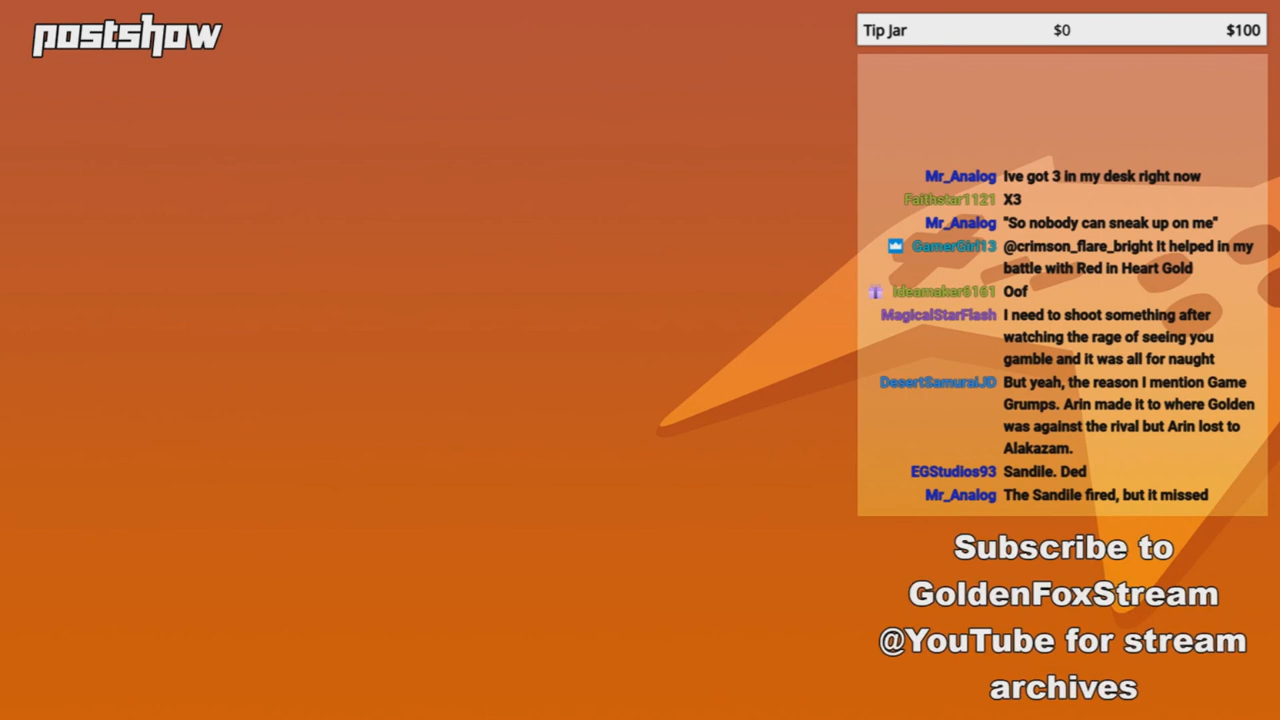 postshow
Tip Jar $0 $100
Mr_Analog Ive got 3 in my desk right now
Faithstar1121 X3
Mr_Analog "So nobody can sneak up on me"
GamerGirl13 @crimson_flare_bright It helped in my
battle with Red in Heart Gold
Ideamaker6161 Oof
MagicalStarFlash I need to shoot something after
watching the rage of seeing you
gamble and it was all for naught
DesertSamuraiJD But yeah, the reason I mention Game
Grumps. Arin made it to where Golden
was against the rival but Arin lost to
Alakazam.
EGStudios93 Sandile. Ded
Mr_Analog The Sandile fired, but it missed
Subscribe to
GoldenFoxStream
@YouTube for stream
archives